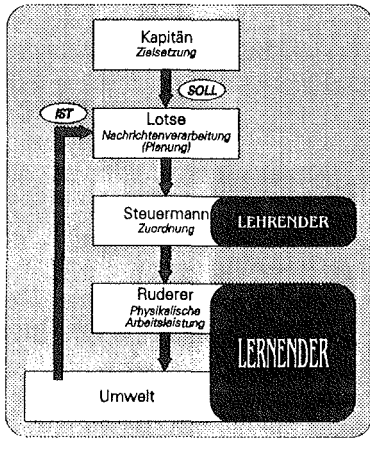 Kapitän
Zielsetzung
SOLL
IST
Lotse
Nachrichtenverarbeitung
(Planung)
Steuermann
Zuordnung
LEHRENDER
Ruderer
Physikalische
Arbeitsleistung
LERNENDER
Umwelt